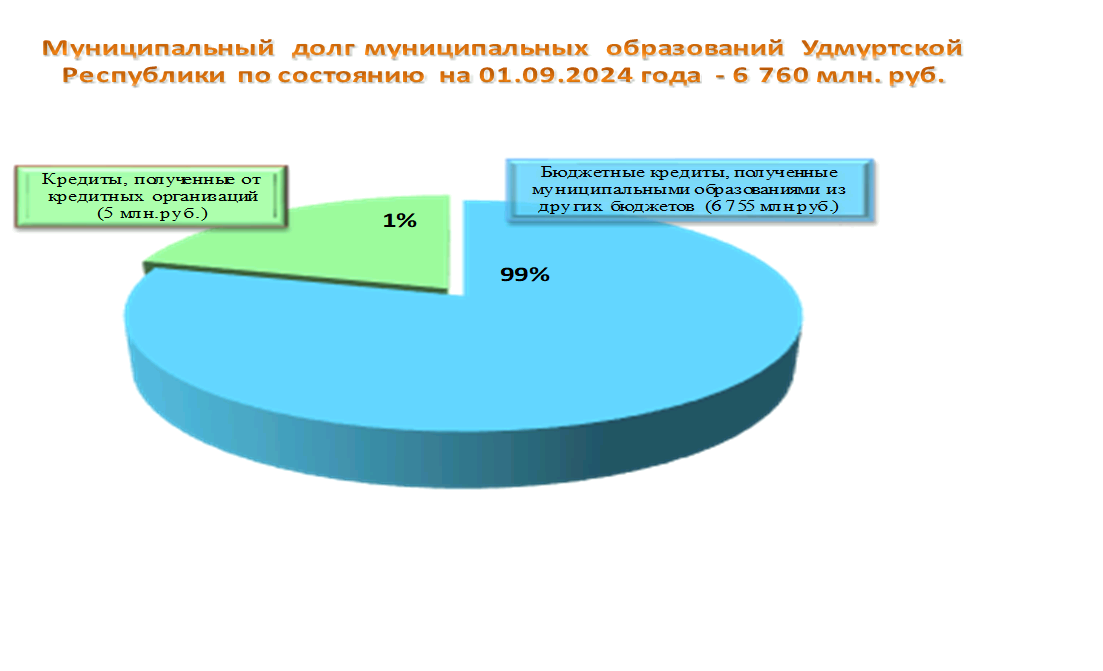 Муниципальный долг муниципальных образований Удмуртской
Республики по состоянию на 01.09.2024 года - 6 760 млн. руб.
Кредиты, полученные от
кредитных организаций
(5 млн.руб.)
Бюджетные кредиты, полученные
муниципальными образованиями из
других бюджетов (6 755 млн.руб.)
1%
99%